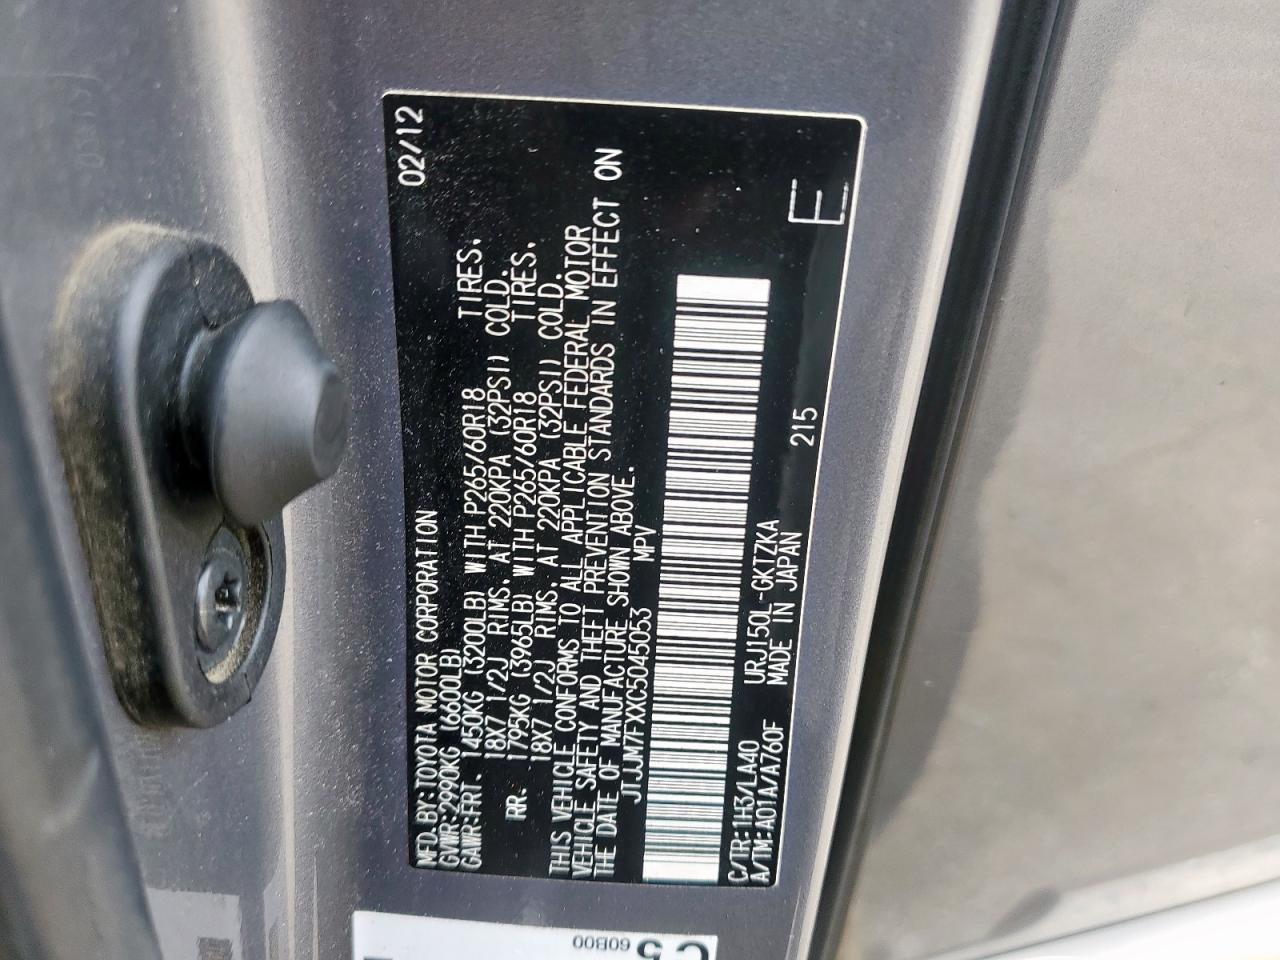 MFD. BY: TOYOTA MOTOR CORPORATION 02/12
GVWR: 2990KG (6600LB)
GAWR: FRT. 1450KG (3200LB) WITH P265/60R18 TIRES.
18X7 1/2J RIMS. AT 220KPA (32PSI) COLD.
RR. 1795KG (3965LB) WITH P265/60R18 TIRES.
18X7 1/2J RIMS. AT 220KPA (32PSI) COLD.
THIS VEHICLE CONFORMS TO ALL APPLICABLE FEDERAL MOTOR
VEHICLE SAFETY AND THEFT PREVENTION STANDARDS IN EFFECT ON
THE DATE OF MANUFACTURE SHOWN ABOVE.
JTJJM7FXXC5045053 MPV
C/TR: 1H3/LA40 URJ150L-GKTZKA
A/TM: A01A/A760F MADE IN JAPAN 215 E
60B00